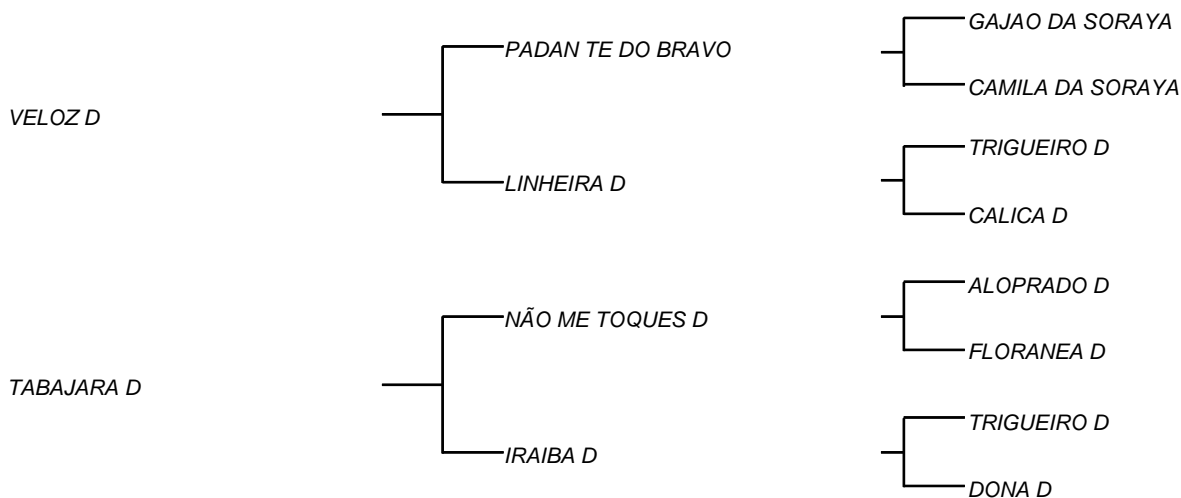 GAJAO DA SORAYA
PADAN TE DO BRAVO
CAMILA DA SORAYA
VELOZ D
TRIGUEIRO D
LINHEIRA D
CALICA D
ALOPRADO D
NÃO ME TOQUES D
FLORANEA D
TABAJARA D
TRIGUEIRO D
IRAIBA D
DONA D